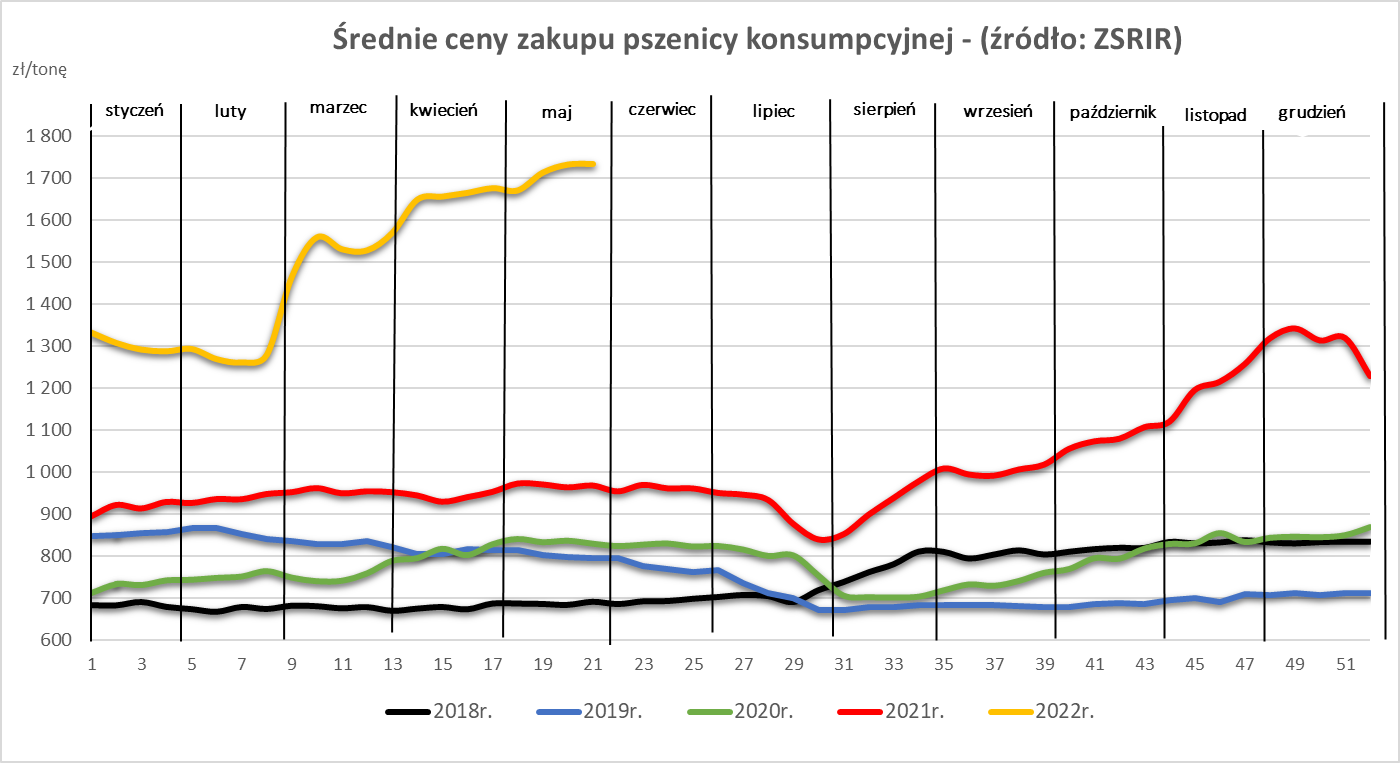 Średnie ceny zakupu pszenicy konsumpcyjnej - (źródło: ZSRIR)
zł/tonę
styczeń luty marzec kwiecień maj czerwiec lipiec sierpień wrzesień październik listopad grudzień
1 800
1 700
1 600
1 500
1 400
1 300
1 200
1 100
1 000
900
800
700
600
1 3 5 7 9 11 13 15 17 19 21 23 25 27 29 31 33 35 37 39 41 43 45 47 49 51
2018r. 2019r. 2020r. 2021r. 2022r.